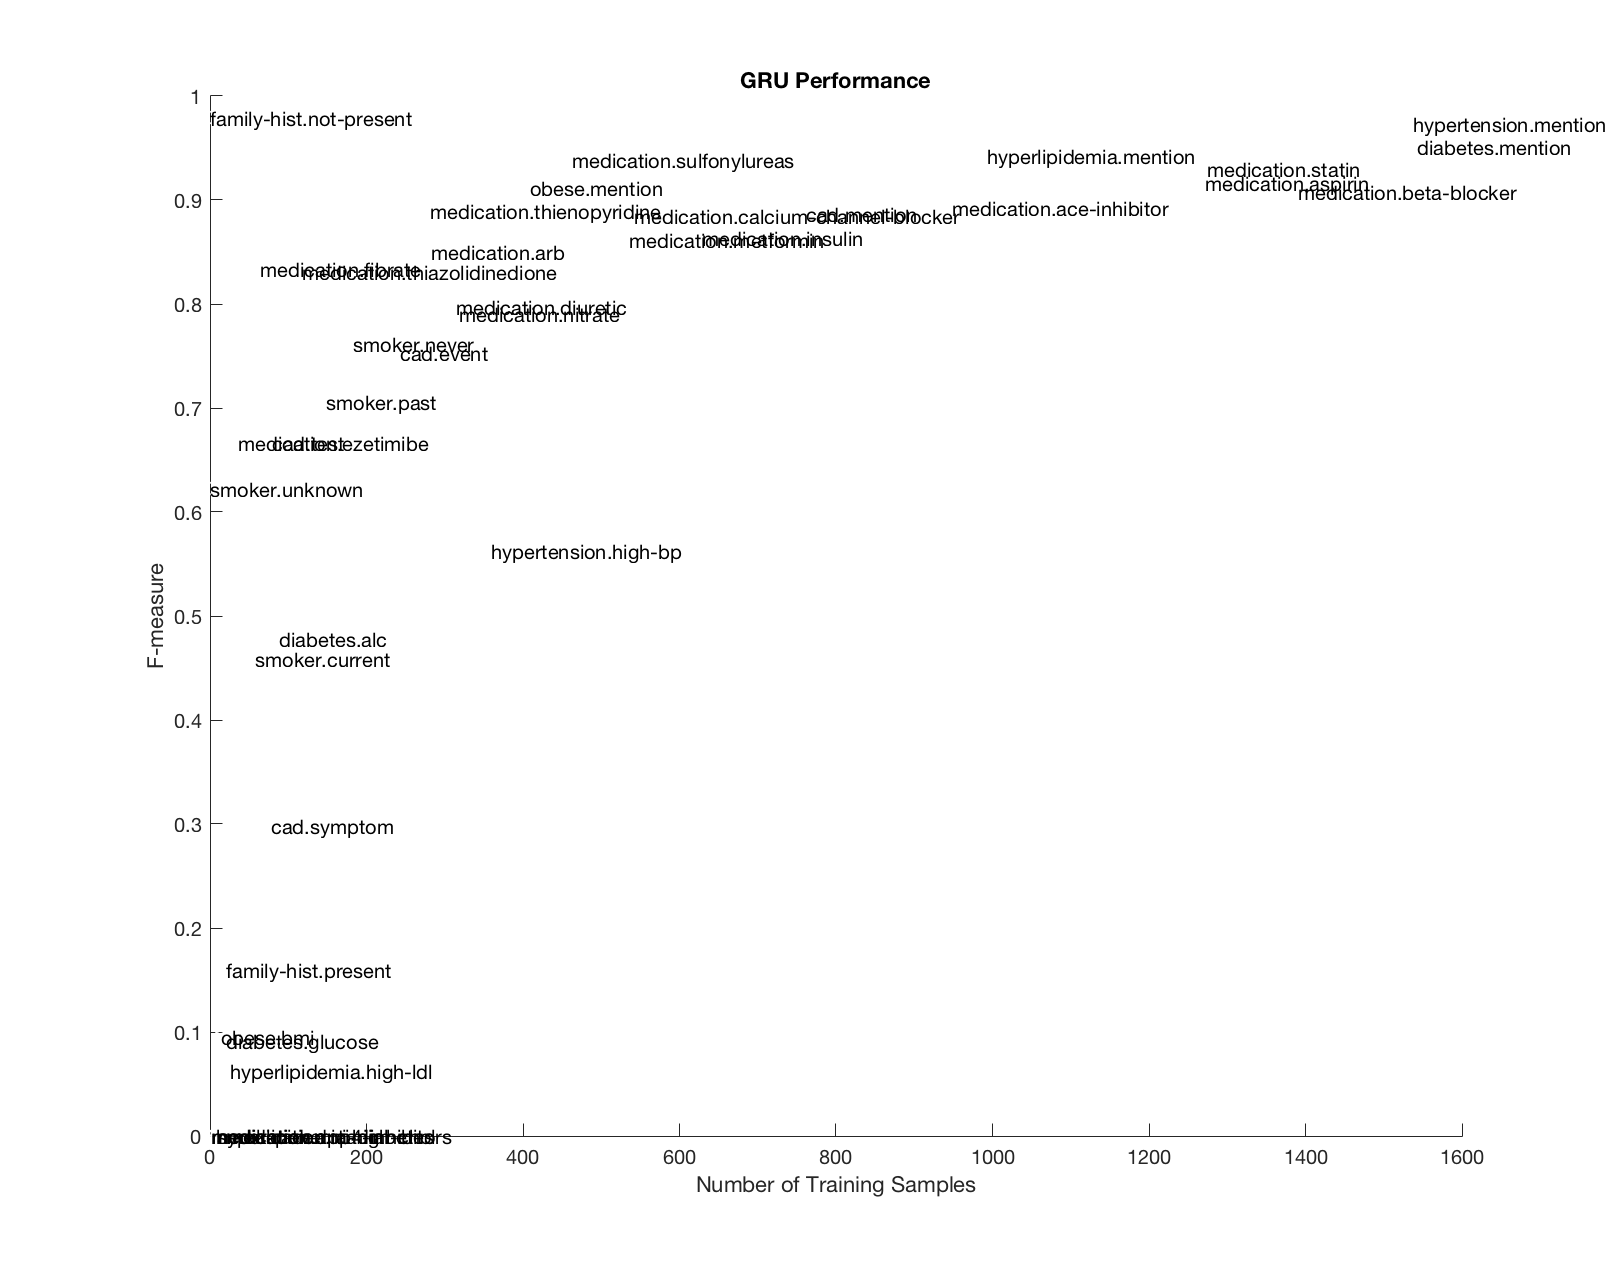 GRU Performance
1
family-hist.not-present
hypertension.mention
diabetes.mention
hyperlipidemia.mention
medication.sulfonylureas
medication.statin
medication.aspirin
medication.beta-blocker
obese.mention
0.9
medication.thienopyridine
medication.calcium-channel-blocker
cad.mention
medication.ace-inhibitor
medication.metformin
medication.insulin
medication.arb
medication.fibrate
medication.thiazolidinedione
0.8
medication.diuretic
medication.nitrate
smoker.never
cad.event
0.7
smoker.past
medication.ezetimibe
cad.test
smoker.unknown
0.6
hypertension.high-bp
F-measure
0.5
diabetes.alc
smoker.current
0.4
0.3
cad.symptom
0.2
family-hist.present
0.1
obese.bmi
diabetes.glucose
hyperlipidemia.high-ldl
0
0 200 400 600 800 1000 1200 1400 1600
Number of Training Samples